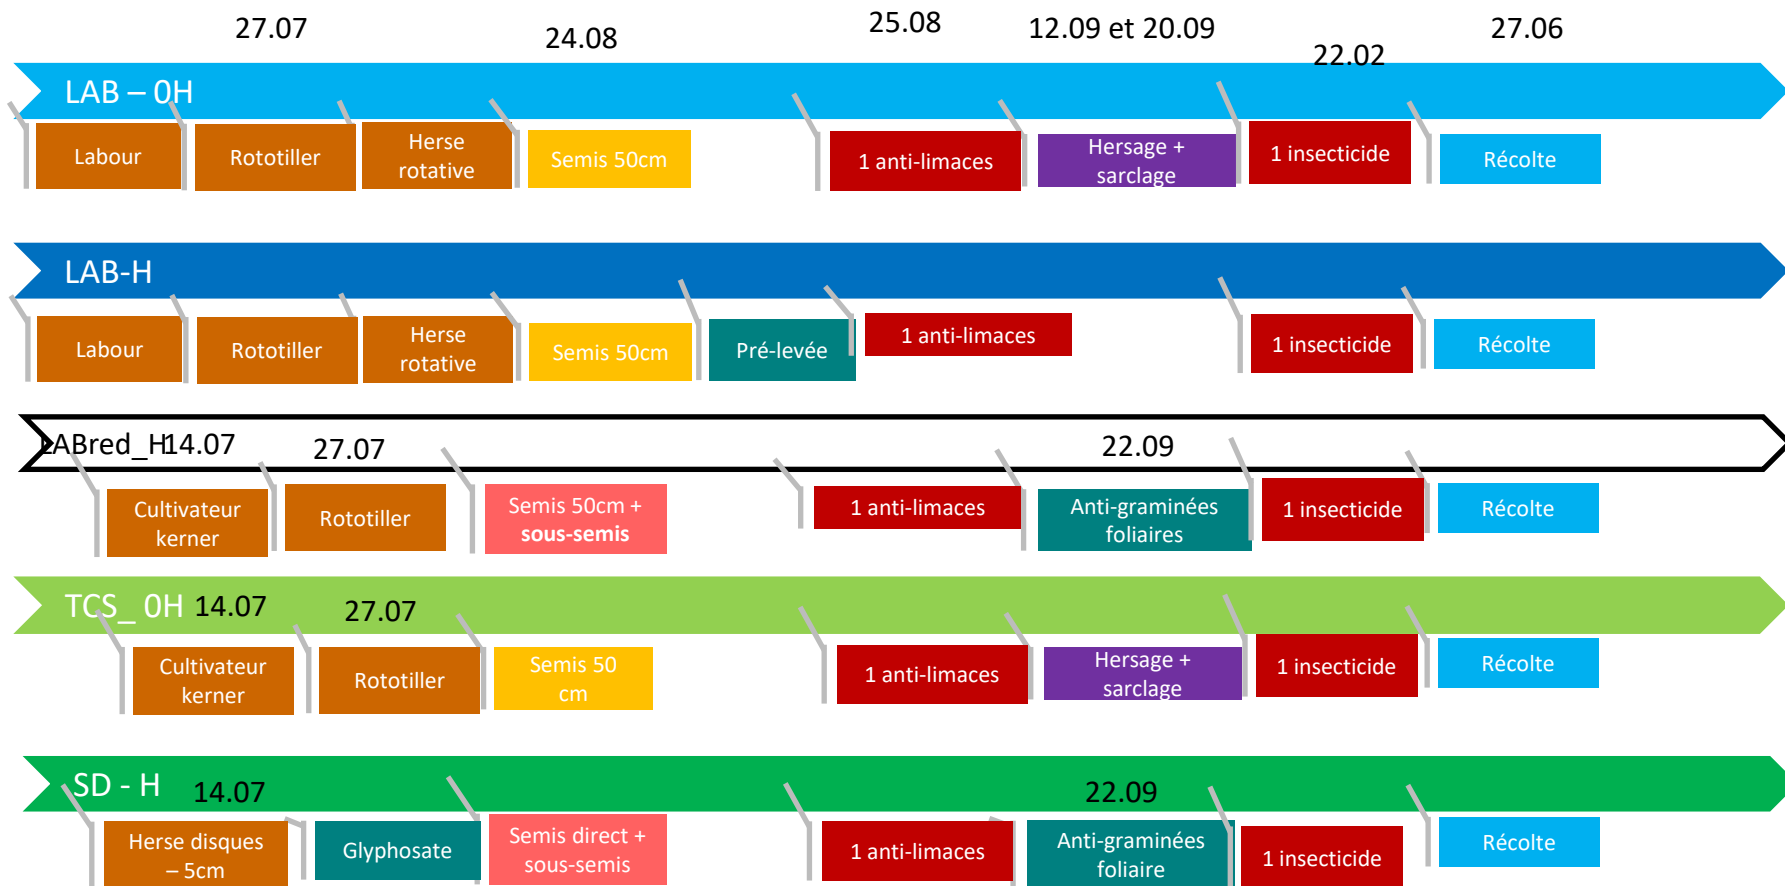 27.07
24.08
25.08
12.09 et 20.09
22.02
27.06
LAB – 0H
Labour
Rototiller
Herse
rotative
Semis 50cm
1 anti-limaces
Hersage +
sarclage
1 insecticide
Récolte
LAB-H
Labour
Rototiller
Herse
rotative
Semis 50cm
Pré-levée
1 anti-limaces
1 insecticide
Récolte
LABred_H
14.07
27.07
22.09
Cultivateur
kerner
Rototiller
Semis 50cm +
sous-semis
1 anti-limaces
Anti-graminées
foliaires
1 insecticide
Récolte
TCS_ 0H
14.07
27.07
Cultivateur
kerner
Rototiller
Semis 50
cm
1 anti-limaces
Hersage +
sarclage
1 insecticide
Récolte
SD - H
14.07
22.09
Herse disques
– 5cm
Glyphosate
Semis direct +
sous-semis
1 anti-limaces
Anti-graminées
foliaire
1 insecticide
Récolte